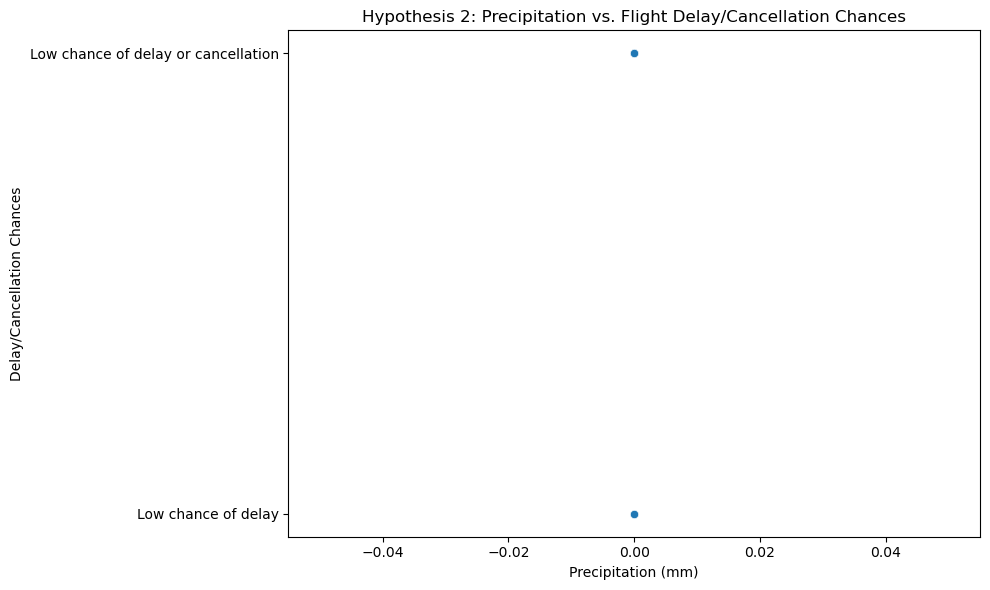 Hypothesis 2: Precipitation vs. Flight Delay/Cancellation Chances
Low chance of delay or cancellation
Delay/Cancellation Chances
Low chance of delay
−0.04 −0.02 0.00 0.02 0.04
Precipitation (mm)